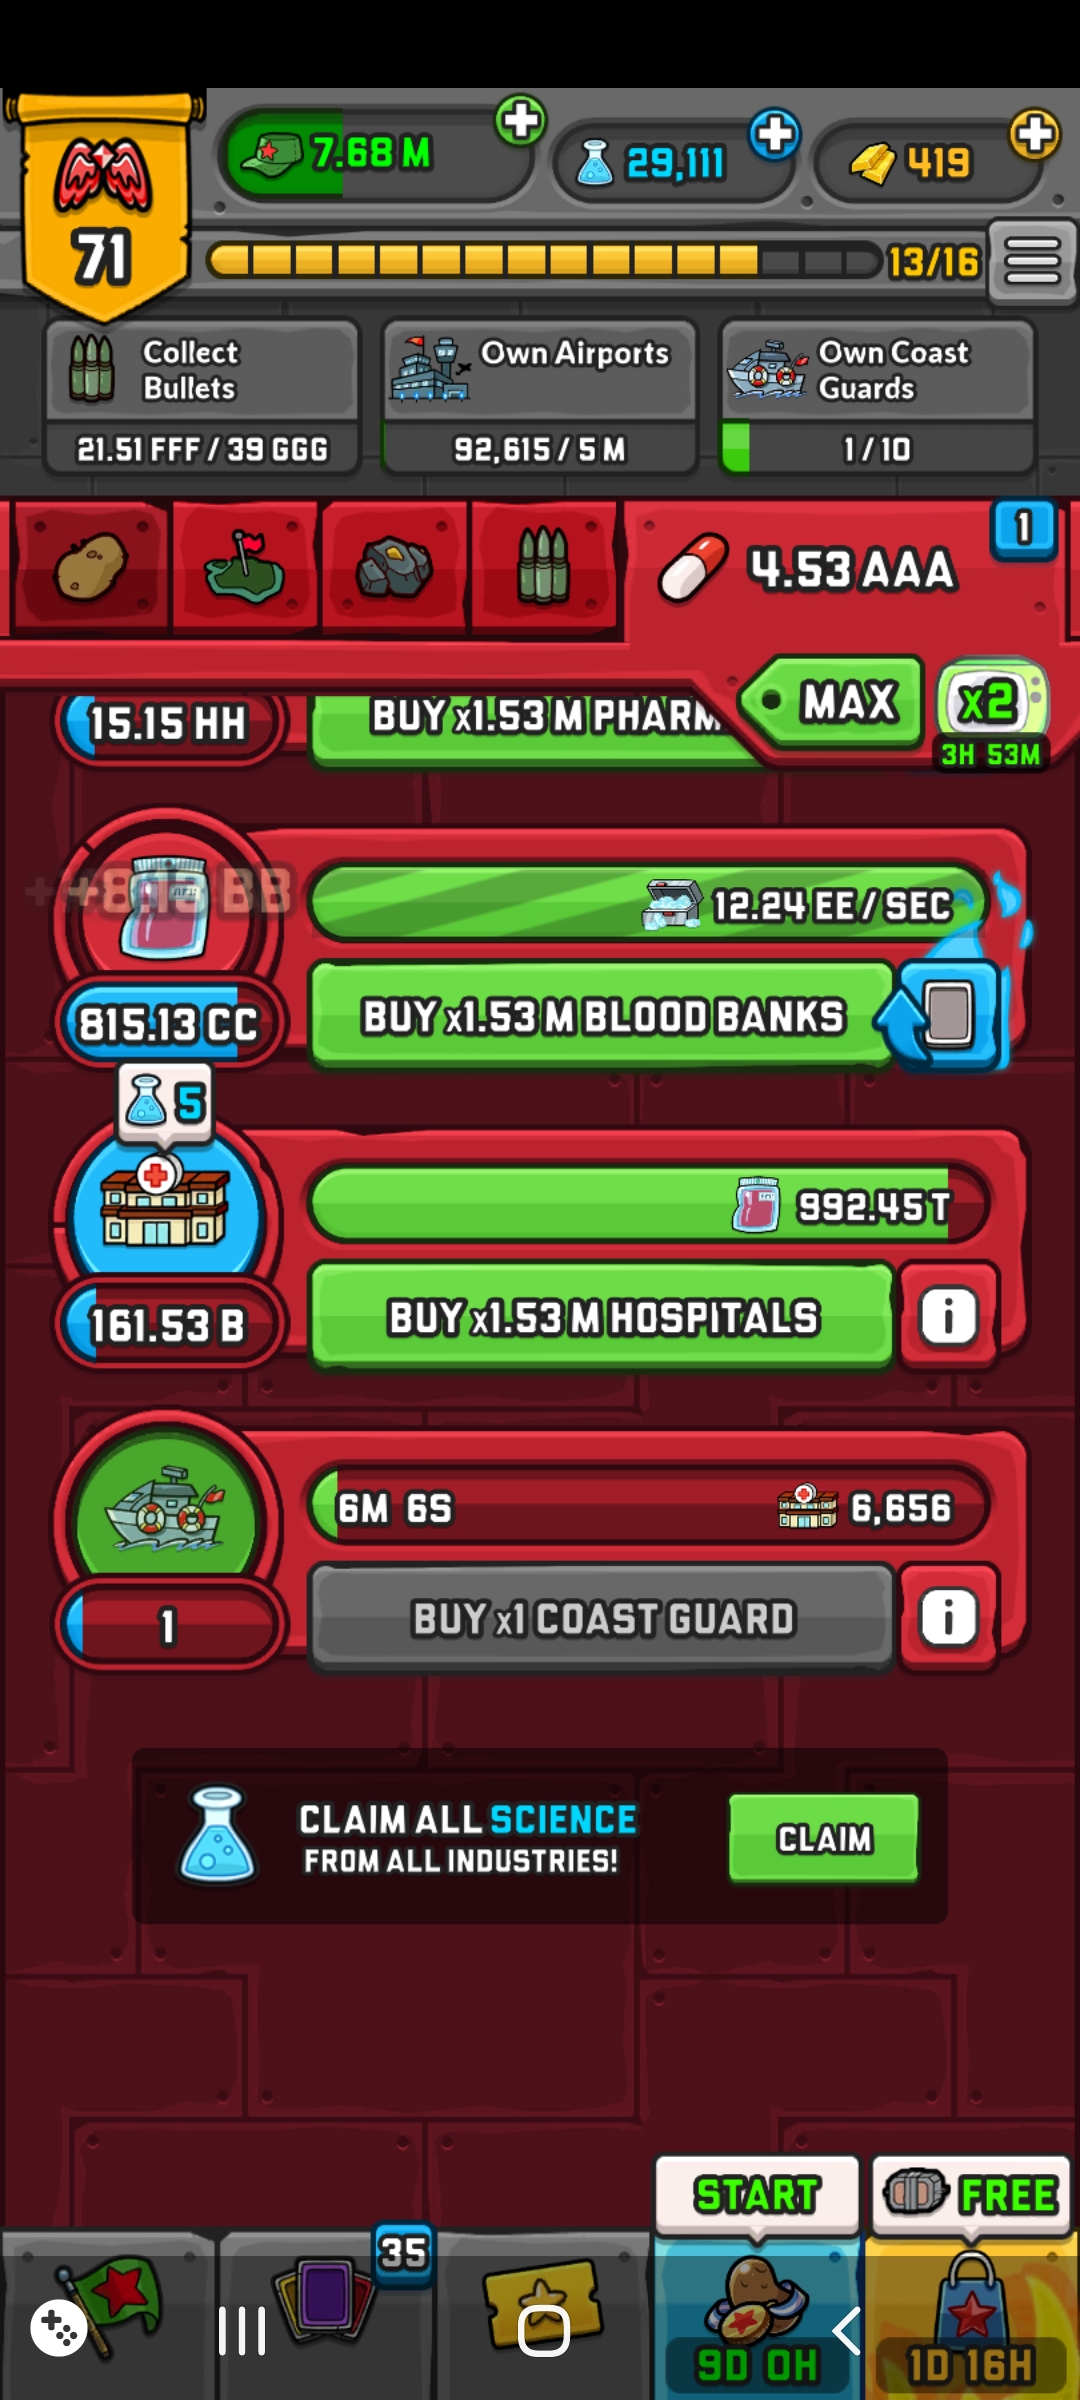 7.68 M
29,111
419
71
13/16
Collect
Bullets
21.51 FFF / 39 GGG
Own Airports
92,615 / 5 M
Own Coast
Guards
1 / 10
4.53 AAA
1
MAX
x2
3H 53M
15.15 HH
BUY x1.53 M PHARM
12.24 EE / SEC
815.13 CC
BUY x1.53 M BLOOD BANKS
5
992.45 T
161.53 B
BUY x1.53 M HOSPITALS
i
6M 6S
6,656
1
BUY x1 COAST GUARD
i
CLAIM ALL SCIENCE
FROM ALL INDUSTRIES!
CLAIM
START
FREE
35
9D 0H
1D 16H